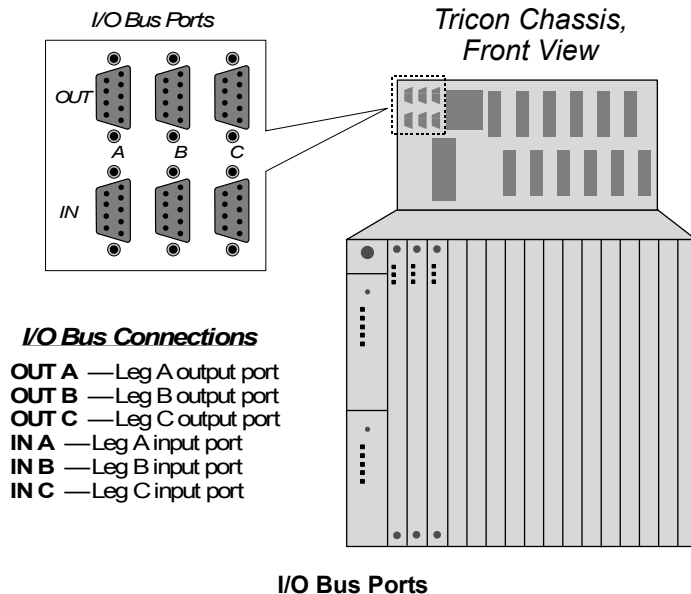 I/O Bus Ports
OUT
A B C
IN
Tricon Chassis,
Front View
I/O Bus Connections
OUT A — Leg A output port
OUT B — Leg B output port
OUT C — Leg C output port
IN A — Leg A input port
IN B — Leg B input port
IN C — Leg C input port
I/O Bus Ports